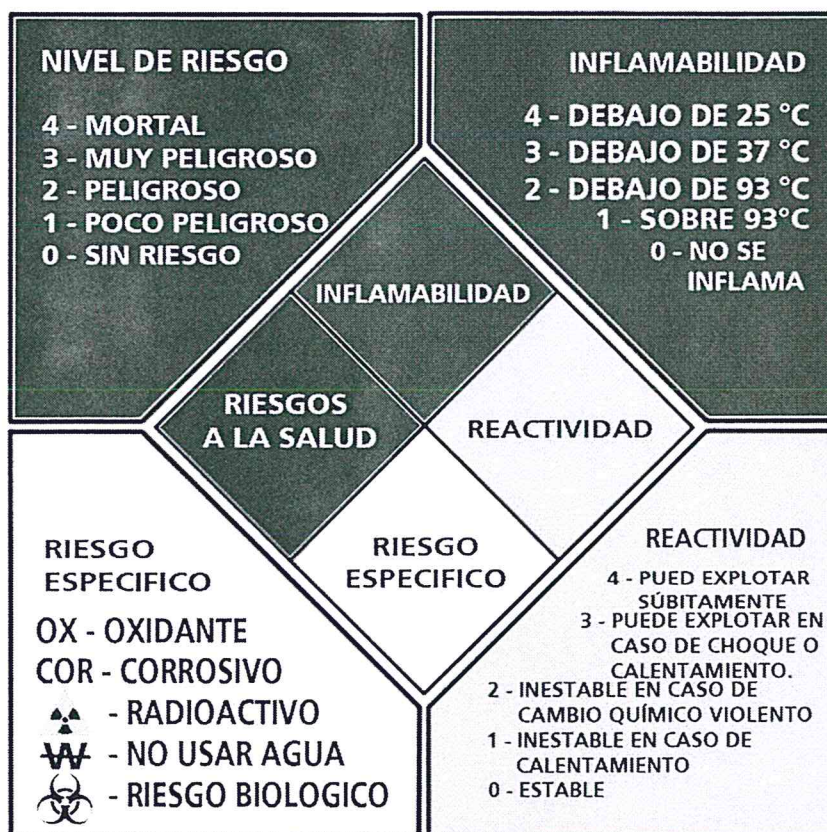 NIVEL DE RIESGO
4 - MORTAL
3 - MUY PELIGROSO
2 - PELIGROSO
1 - POCO PELIGROSO
0 - SIN RIESGO
INFLAMABILIDAD
4 - DEBAJO DE 25 °C
3 - DEBAJO DE 37 °C
2 - DEBAJO DE 93 °C
1 - SOBRE 93°C
0 - NO SE
INFLAMA
INFLAMABILIDAD
RIESGOS
A LA SALUD
REACTIVIDAD
RIESGO
ESPECIFICO
RIESGO
ESPECIFICO
OX - OXIDANTE
COR - CORROSIVO
- RADIOACTIVO
W - NO USAR AGUA
- RIESGO BIOLOGICO
REACTIVIDAD
4 - PUED EXPLOTAR
SÚBITAMENTE
3 - PUEDE EXPLOTAR EN
CASO DE CHOQUE O
CALENTAMIENTO.
2 - INESTABLE EN CASO DE
CAMBIO QUÍMICO VIOLENTO
1 - INESTABLE EN CASO DE
CALENTAMIENTO
0 - ESTABLE